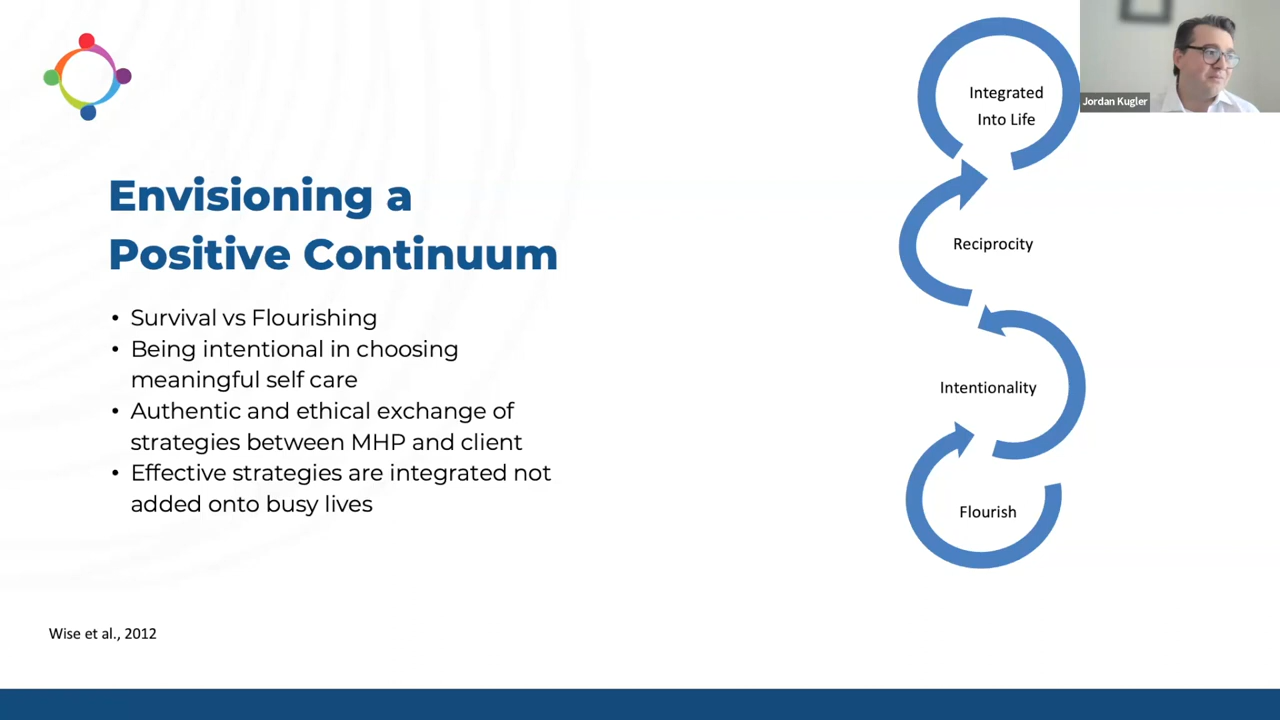 Envisioning a
Positive Continuum
• Survival vs Flourishing
• Being intentional in choosing
meaningful self care
• Authentic and ethical exchange of
strategies between MHP and client
• Effective strategies are integrated not
added onto busy lives
Wise et al., 2012
Integrated
Into Life
Reciprocity
Intentionality
Flourish
Jordan Kugler